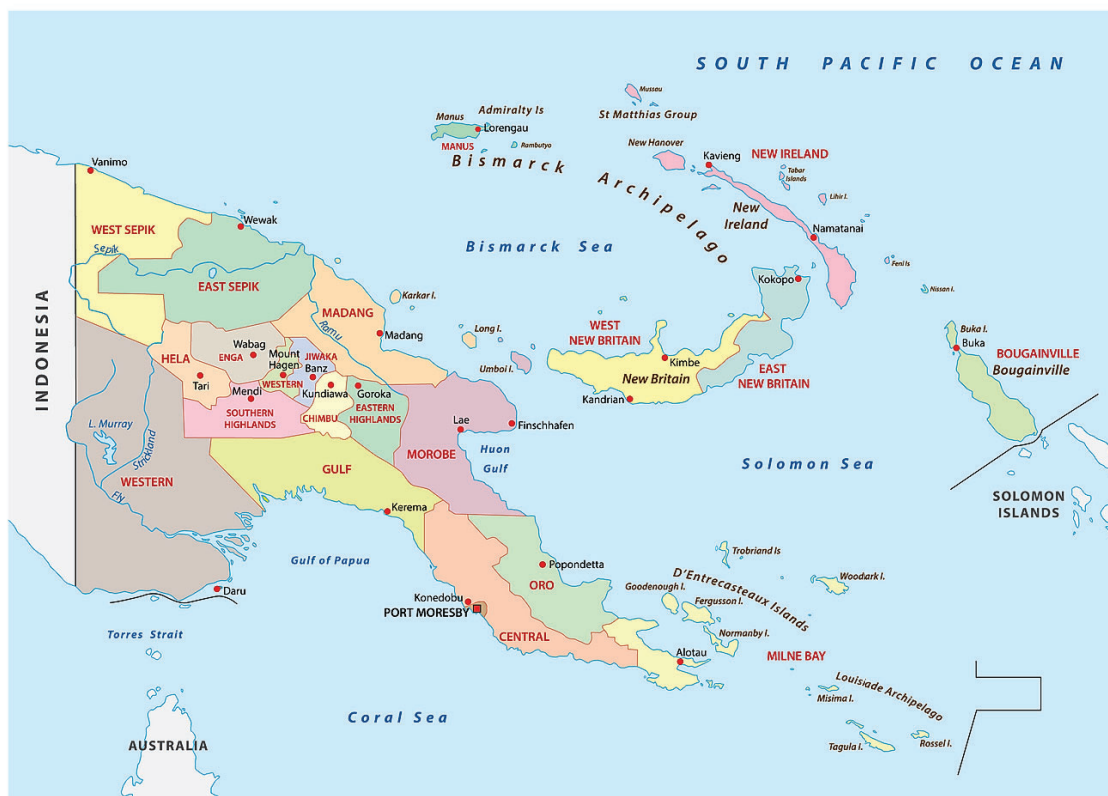 SOUTH PACIFIC OCEAN
Mussau
St Matthias Group
Manus
Admiralty Is
Lorengau
MANUS
Rambutyo
Bismarck Archipelago
New Hanover
Kavieng
NEW IRELAND
Tabar
Islands
Lihir I.
New
Ireland
Namatanai
Vanimo
Wewak
WEST SEPIK
Sepik
Bismarck Sea
Feni Is
Kokopo
Nissan I.
EAST SEPIK
Karkar I.
MADANG
Ramu
Madang
Long I.
Umboi I.
WEST
NEW BRITAIN
Kimbe
New Britain
EAST
NEW BRITAIN
Kandrian
Buka I.
Buka
BOUGAINVILLE
Bougainville
INDONESIA
HELA
Wabag
ENGA
Mount
Hagen
JIWAKA
Banz
Tari
WESTERN
Mendi
Kundiawa
Goroka
SOUTHERN
HIGHLANDS
CHIMBU
EASTERN
HIGHLANDS
L. Murray
Strickland
Lae
Finschhafen
Huon
Gulf
MOROBE
GULF
WESTERN
Fly
Solomon Sea
SOLOMON
ISLANDS
Kerema
Gulf of Papua
Trobriand Is
Popondetta
ORO
D'Entrecasteaux Islands
Woodark I.
Goodenough I.
Fergusson I.
Daru
Konedobu
PORT MORESBY
Normanby I.
CENTRAL
Torres Strait
Alotau
MILNE BAY
Louisiade Archipelago
Misima I.
Coral Sea
AUSTRALIA
Tagula I.
Rossel I.